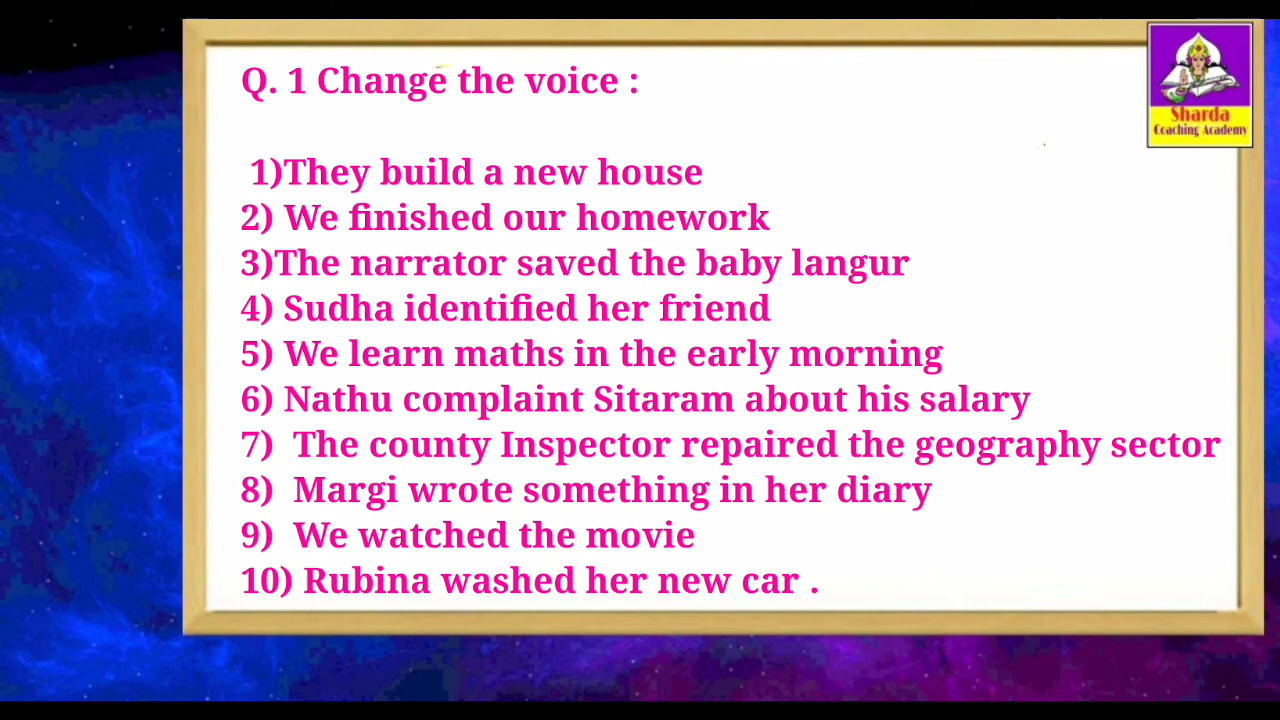 Q. 1 Change the voice :
1)They build a new house
2) We finished our homework
3)The narrator saved the baby langur
4) Sudha identified her friend
5) We learn maths in the early morning
6) Nathu complaint Sitaram about his salary
7) The county Inspector repaired the geography sector
8) Margi wrote something in her diary
9) We watched the movie
10) Rubina washed her new car .
Sharda
Coaching Academy